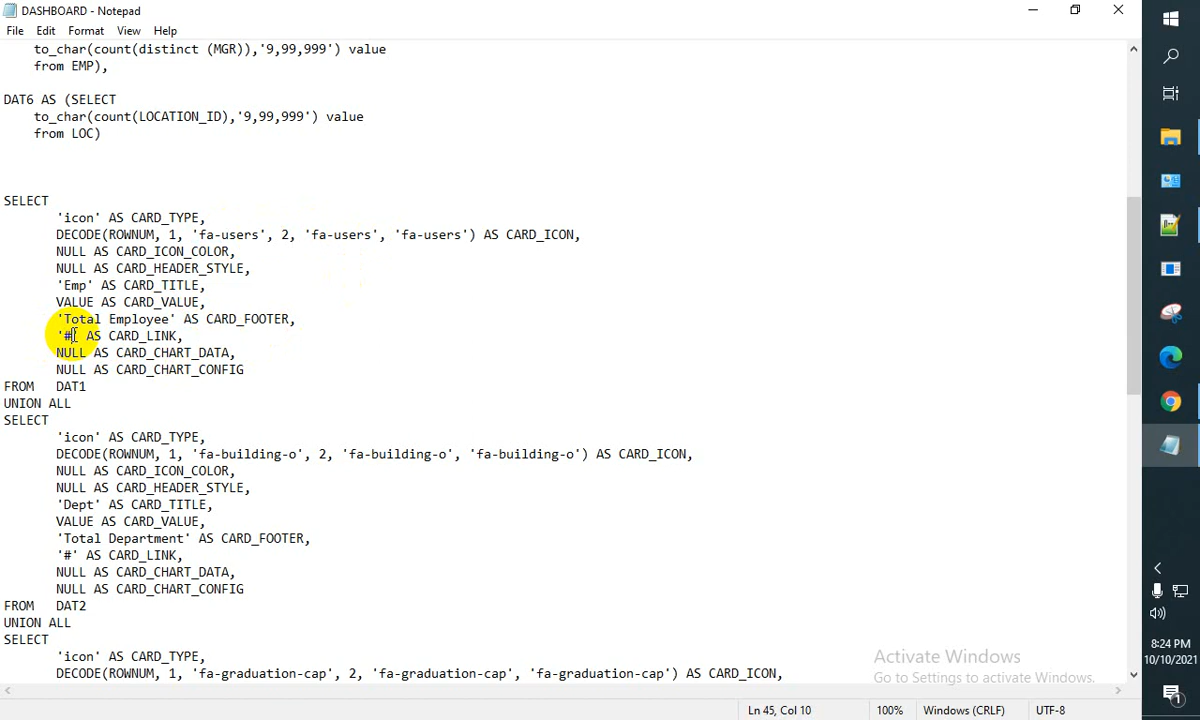 DASHBOARD - Notepad
File Edit Format View Help
to_char(count(distinct (MGR)),'9,99,999') value
from EMP),
DAT6 AS (SELECT
to_char(count(LOCATION_ID),'9,99,999') value
from LOC)
SELECT
'icon' AS CARD_TYPE,
DECODE(ROWNUM, 1, 'fa-users', 2, 'fa-users', 'fa-users') AS CARD_ICON,
NULL AS CARD_ICON_COLOR,
NULL AS CARD_HEADER_STYLE,
'Emp' AS CARD_TITLE,
VALUE AS CARD_VALUE,
'Total Employee' AS CARD_FOOTER,
'#' AS CARD_LINK,
NULL AS CARD_CHART_DATA,
NULL AS CARD_CHART_CONFIG
FROM DAT1
UNION ALL
SELECT
'icon' AS CARD_TYPE,
DECODE(ROWNUM, 1, 'fa-building-o', 2, 'fa-building-o', 'fa-building-o') AS CARD_ICON,
NULL AS CARD_ICON_COLOR,
NULL AS CARD_HEADER_STYLE,
'Dept' AS CARD_TITLE,
VALUE AS CARD_VALUE,
'Total Department' AS CARD_FOOTER,
'#' AS CARD_LINK,
NULL AS CARD_CHART_DATA,
NULL AS CARD_CHART_CONFIG
FROM DAT2
UNION ALL
SELECT
'icon' AS CARD_TYPE,
DECODE(ROWNUM, 1, 'fa-graduation-cap', 2, 'fa-graduation-cap', 'fa-graduation-cap') AS CARD_ICON,
Activate Windows
Go to Settings to activate Windows.
Ln 45, Col 10 100% Windows (CRLF) UTF-8
8:24 PM
10/10/2021
1